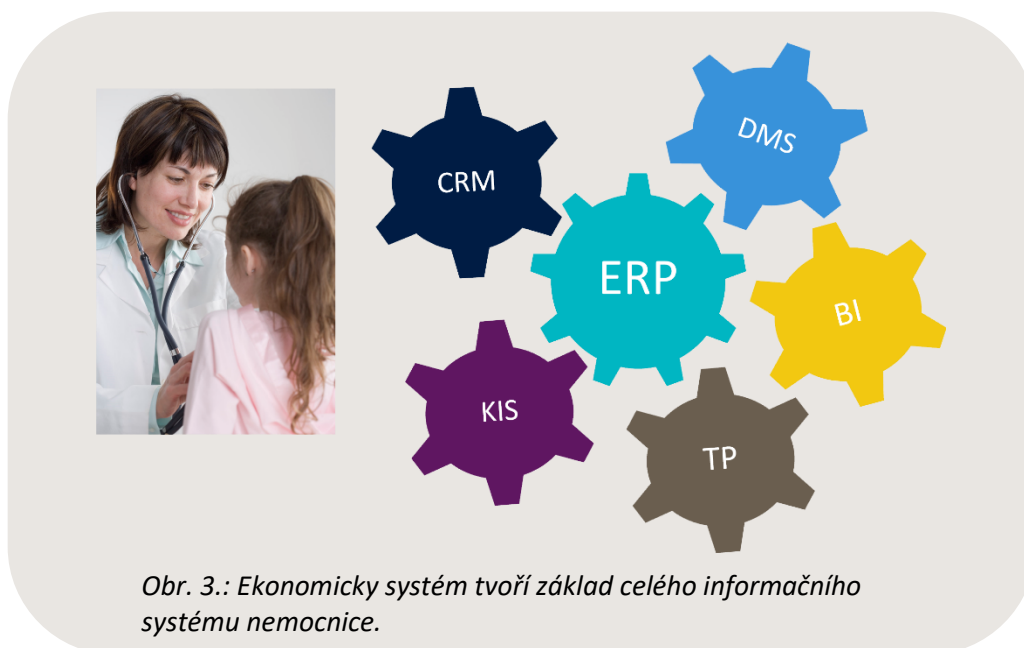 DMS
CRM
ERP
BI
KIS
TP
Obr. 3.: Ekonomicky systém tvoří základ celého informačního
systému nemocnice.